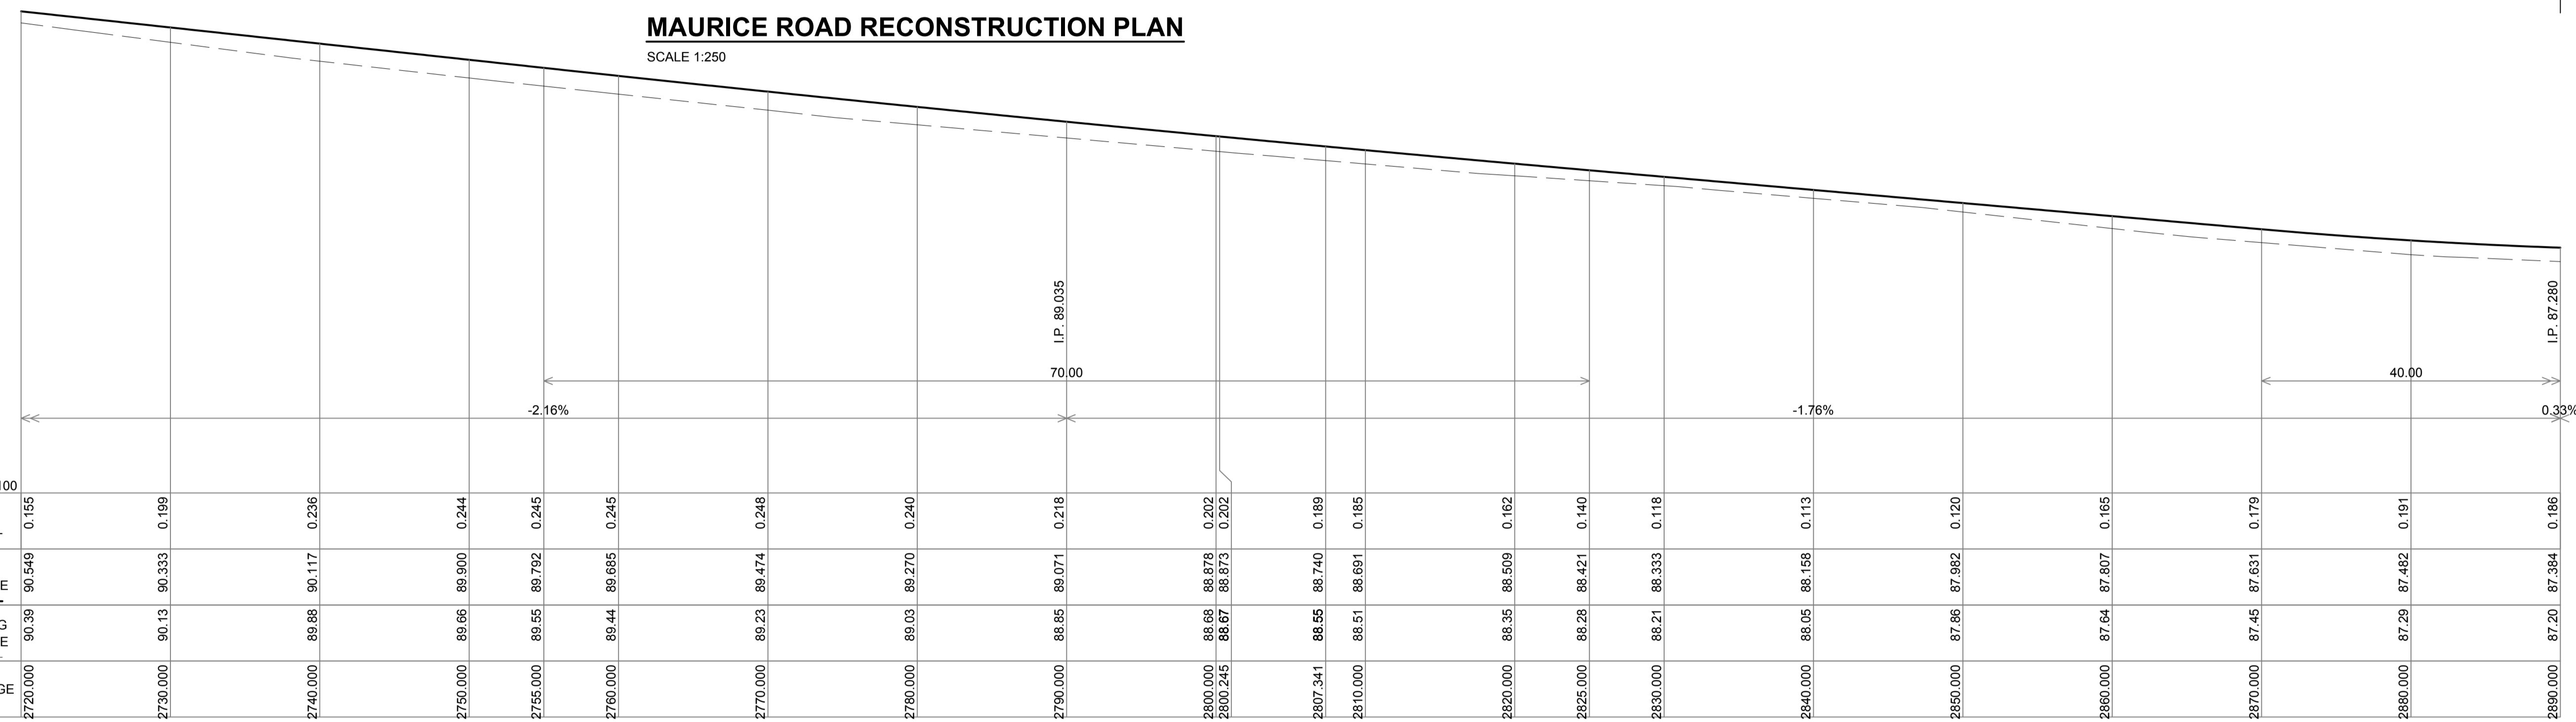 MAURICE ROAD RECONSTRUCTION PLAN
SCALE 1:250
I.P. 89.035
I.P. 87.280
70.00
40.00
-2.16%
-1.76%
0.33%
100
0.155 0.199 0.236 0.244 0.245 0.245 0.248 0.240 0.218 0.202 0.202 0.189 0.185 0.162 0.140 0.118 0.113 0.120 0.165 0.179 0.191 0.186
E 90.549 90.333 90.117 89.900 89.792 89.685 89.474 89.270 89.071 88.878 88.873 88.740 88.691 88.509 88.421 88.333 88.158 87.982 87.807 87.631 87.482 87.384
G
E 90.39 90.13 89.88 89.66 89.55 89.44 89.23 89.03 88.85 88.68 88.67 88.55 88.51 88.35 88.28 88.21 88.05 87.86 87.64 87.45 87.29 87.20
GE 2720.000 2730.000 2740.000 2750.000 2755.000 2760.000 2770.000 2780.000 2790.000 2800.000 2800.245 2807.341 2810.000 2820.000 2825.000 2830.000 2840.000 2850.000 2860.000 2870.000 2880.000 2890.000